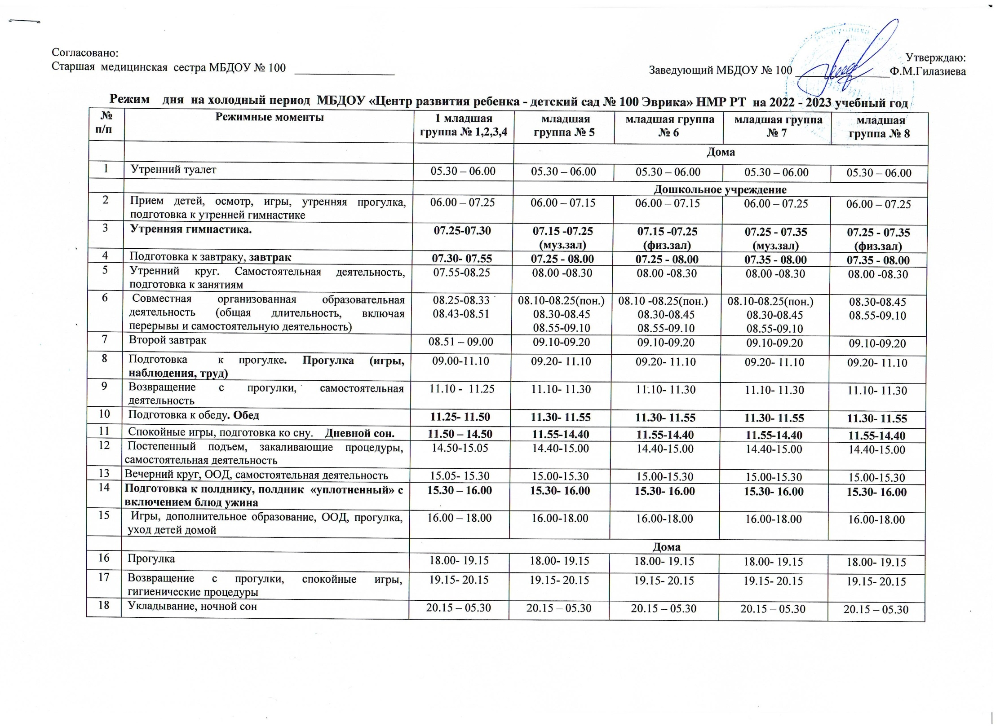 Согласовано:
Утверждаю:
Старшая медицинская сестра МБДОУ № 100 _______________
Заведующий МБДОУ № 100 _______________Ф.М.Гилазиева
Режим дня на холодный период МБДОУ «Центр развития ребенка - детский сад № 100 Эврика» НМР РТ на 2022 - 2023 учебный год
№ Режимные моменты 1 младшая младшая младшая группа младшая группа младшая
п/п группа № 1,2,3,4 группа № 5 № 6 № 7 группа № 8
Дома
1 Утренний туалет 05.30 – 06.00 05.30 – 06.00 05.30 – 06.00 05.30 – 06.00 05.30 – 06.00
Дошкольное учреждение
2 Прием детей, осмотр, игры, утренняя прогулка, 06.00 – 07.25 06.00 – 07.15 06.00 – 07.15 06.00 – 07.25 06.00 – 07.25
подготовка к утренней гимнастике
3 Утренняя гимнастика. 07.25-07.30 07.15 -07.25 07.15 -07.25 07.25 - 07.35 07.25 - 07.35
(муз.зал) (физ.зал) (муз.зал) (физ.зал)
4 Подготовка к завтраку, завтрак 07.30- 07.55 07.25 - 08.00 07.25 - 08.00 07.35 - 08.00 07.35 - 08.00
5 Утренний круг. Самостоятельная деятельность, 07.55-08.25 08.00 -08.30 08.00 -08.30 08.00 -08.30 08.00 -08.30
подготовка к занятиям
6 Совместная организованная образовательная 08.25-08.33 08.10-08.25(пон.) 08.10 -08.25(пон.) 08.10-08.25(пон.) 08.30-08.45
деятельность (общая длительность, включая 08.43-08.51 08.30-08.45 08.30-08.45 08.30-08.45 08.55-09.10
перерывы и самостоятельную деятельность) 08.55-09.10 08.55-09.10 08.55-09.10
7 Второй завтрак 08.51 – 09.00 09.10-09.20 09.10-09.20 09.10-09.20 09.10-09.20
8 Подготовка к прогулке. Прогулка (игры, 09.00-11.10 09.20- 11.10 09.20- 11.10 09.20- 11.10 09.20- 11.10
наблюдения, труд)
9 Возвращение с прогулки, самостоятельная 11.10 - 11.25 11.10- 11.30 11.10- 11.30 11.10- 11.30 11.10- 11.30
деятельность
10 Подготовка к обеду. Обед 11.25- 11.50 11.30- 11.55 11.30- 11.55 11.30- 11.55 11.30- 11.55
11 Спокойные игры, подготовка ко сну. Дневной сон. 11.50 – 14.50 11.55-14.40 11.55-14.40 11.55-14.40 11.55-14.40
12 Постепенный подъем, закаливающие процедуры, 14.50-15.05 14.40-15.00 14.40-15.00 14.40-15.00 14.40-15.00
самостоятельная деятельность
13 Вечерний круг, ООД, самостоятельная деятельность 15.05- 15.30 15.00-15.30 15.00-15.30 15.00-15.30 15.00-15.30
14 Подготовка к полднику, полдник «уплотненный» с 15.30 – 16.00 15.30- 16.00 15.30- 16.00 15.30- 16.00 15.30- 16.00
включением блюд ужина
15 Игры, дополнительное образование, ООД, прогулка, 16.00 – 18.00 16.00-18.00 16.00-18.00 16.00-18.00 16.00-18.00
уход детей домой
Дома
16 Прогулка 18.00- 19.15 18.00- 19.15 18.00- 19.15 18.00- 19.15 18.00- 19.15
17 Возвращение с прогулки, спокойные игры, 19.15- 20.15 19.15- 20.15 19.15- 20.15 19.15- 20.15 19.15- 20.15
гигиенические процедуры
18 Укладывание, ночной сон 20.15 – 05.30 20.15 – 05.30 20.15 – 05.30 20.15 – 05.30 20.15 – 05.30